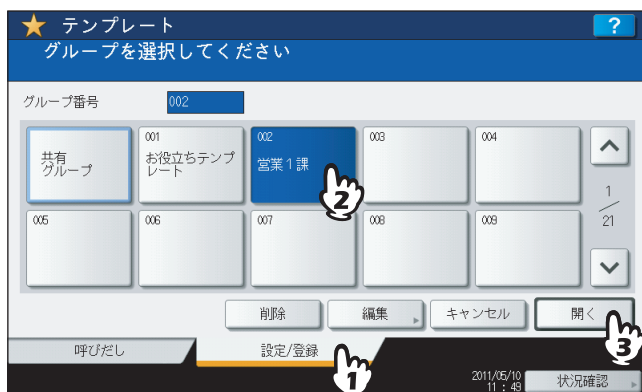 テンプレート
?
グループを選択してください
グループ番号 002
共有
グループ
001
お役立ちテンプ
レート
002
営業1課
003
004
1
21
005
006
007
008
009
2
削除
編集
キャンセル
開く
3
呼びだし
設定/登録
1
2011/05/10
11:49
状況確認